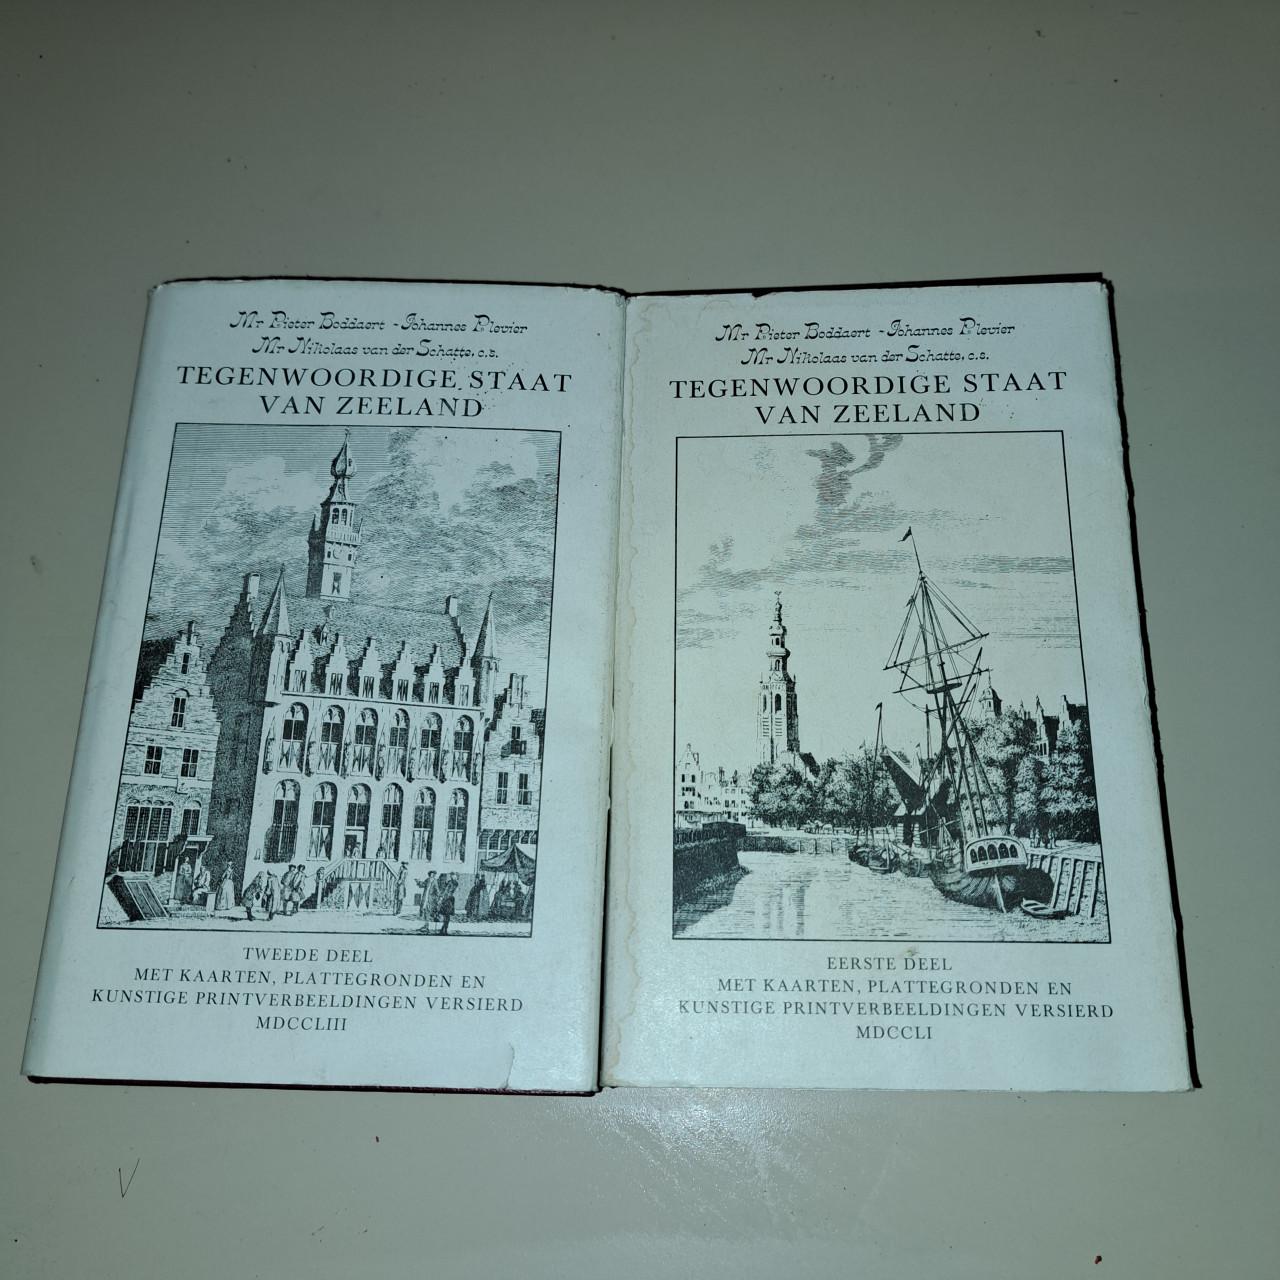 Mr Pieter Boddaert - Johannes Plevier
Mr Nikolaas van der Schatte, c.s.
TEGENWOORDIGE STAAT
VAN ZEELAND
TWEEDE DEEL
MET KAARTEN, PLATTEGRONDEN EN
KUNSTIGE PRINTVERBEELDINGEN VERSIERD
MDCCLIII
Mr Pieter Boddaert - Johannes Plevier
Mr Nikolaas van der Schatte, c.s.
TEGENWOORDIGE STAAT
VAN ZEELAND
EERSTE DEEL
MET KAARTEN, PLATTEGRONDEN EN
KUNSTIGE PRINTVERBEELDINGEN VERSIERD
MDCCLI